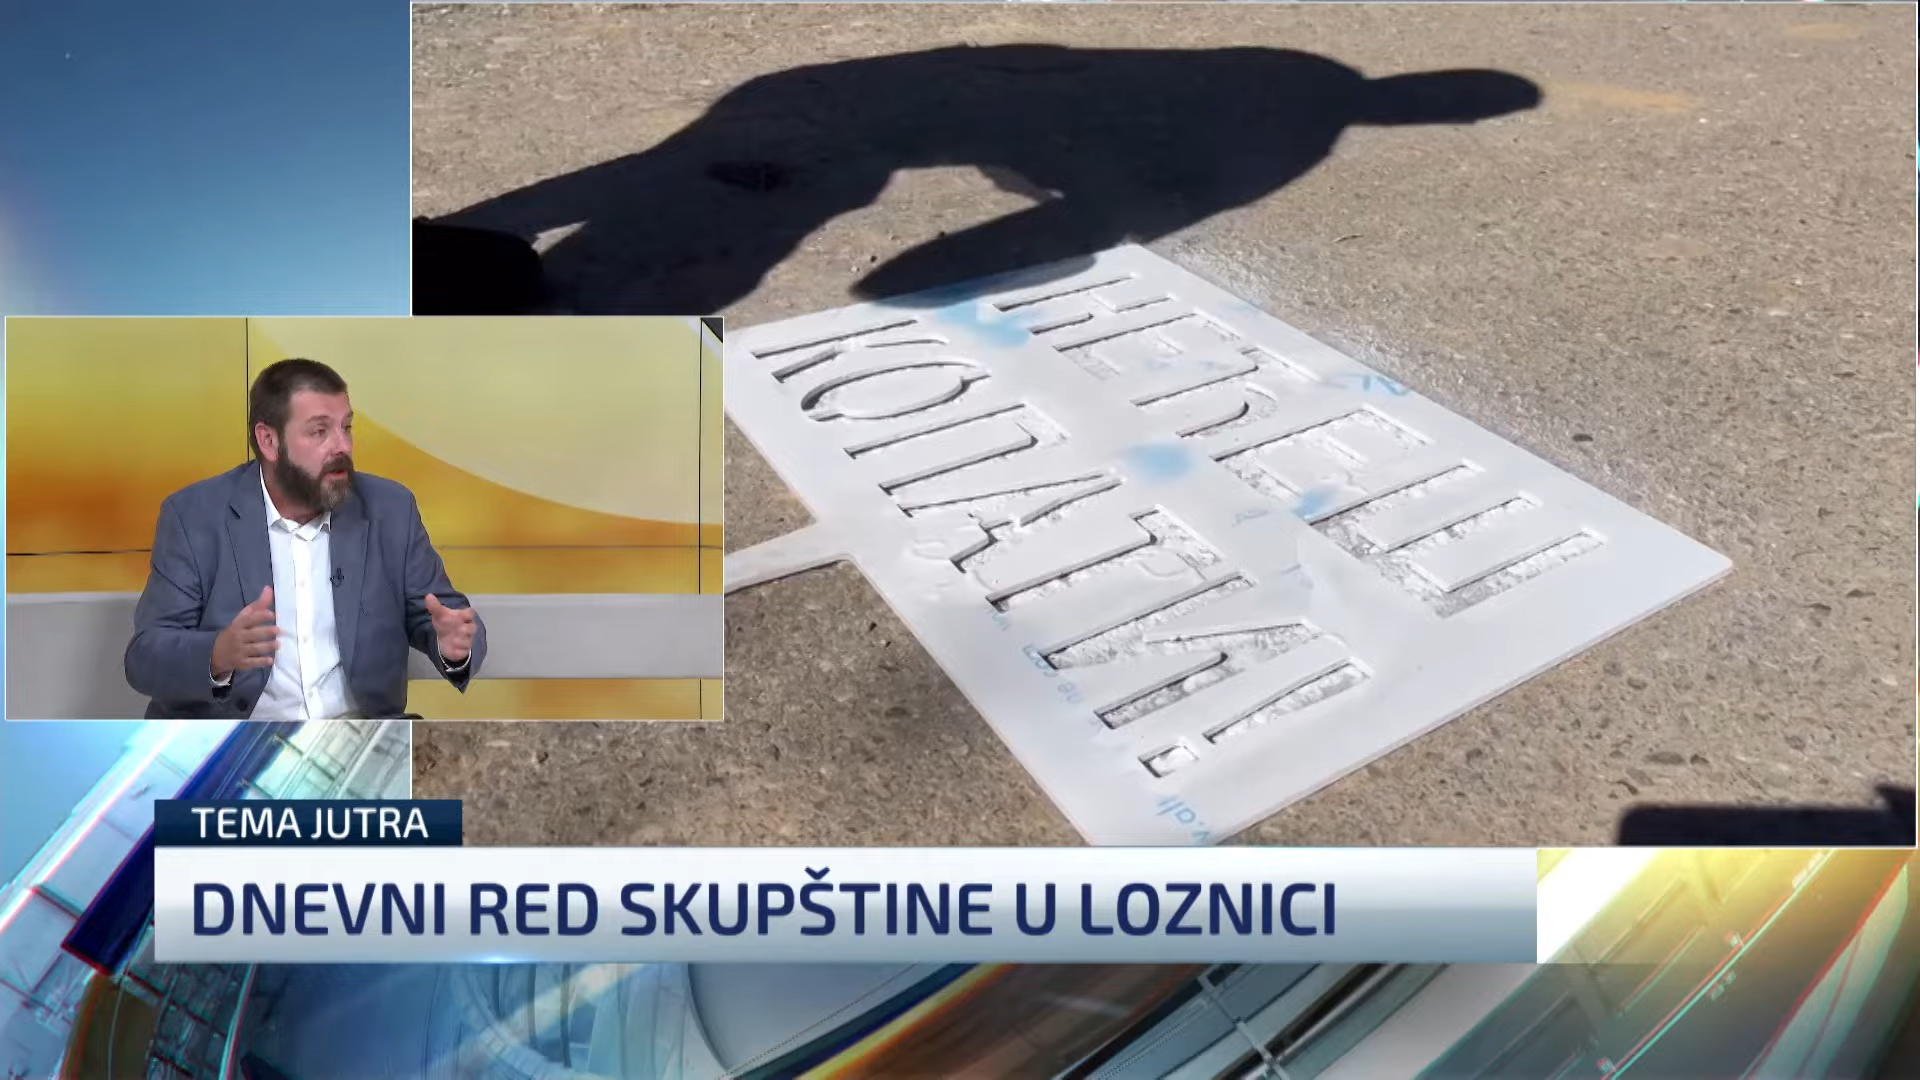 НЕЋЕШ
КОПАТИ!
TEMA JUTRA
DNEVNI RED SKUPŠTINE U LOZNICI